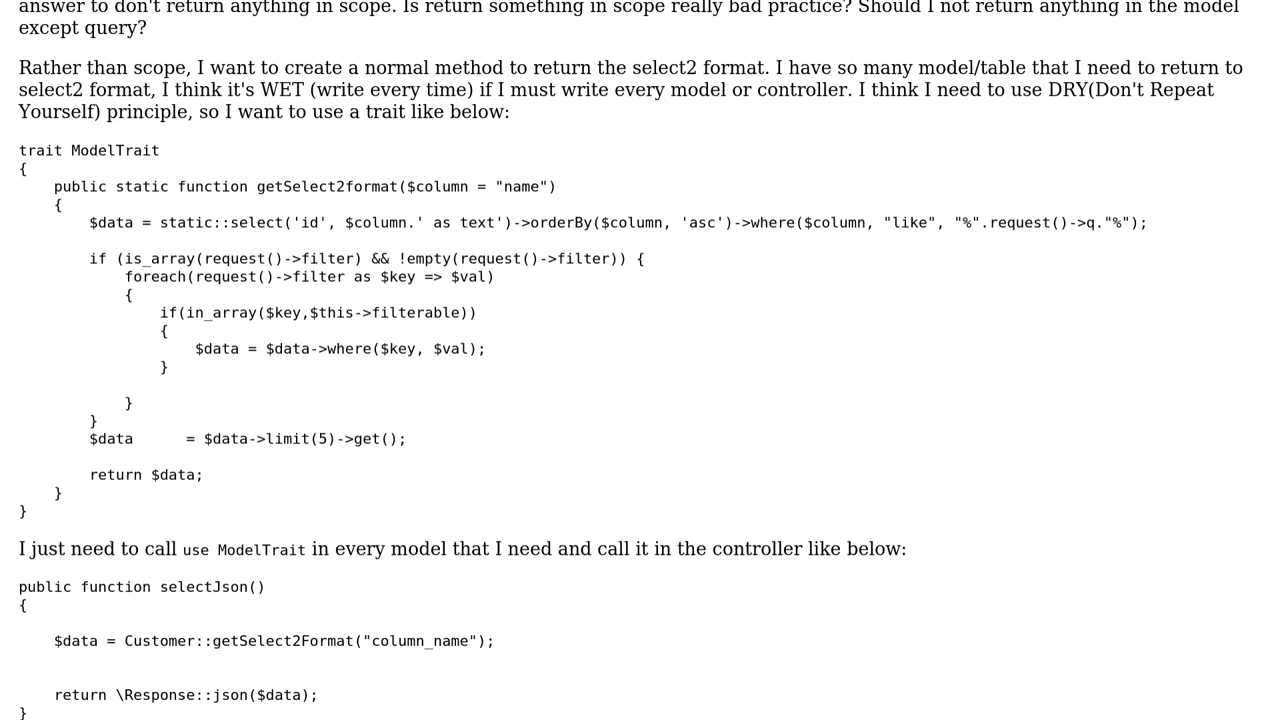 answer to don't return anything in scope. Is return something in scope really bad practice? Should I not return anything in the model
except query?
Rather than scope, I want to create a normal method to return the select2 format. I have so many model/table that I need to return to
select2 format, I think it's WET (write every time) if I must write every model or controller. I think I need to use DRY(Don't Repeat
Yourself) principle, so I want to use a trait like below:
trait ModelTrait
{
    public static function getSelect2format($column = "name")
    {
        $data = static::select('id', $column.' as text')->orderBy($column, 'asc')->where($column, "like", "%".request()->q."%");
        if (is_array(request()->filter) && !empty(request()->filter)) {
            foreach(request()->filter as $key => $val)
            {
                if(in_array($key,$this->filterable))
                {
                    $data = $data->where($key, $val);
                }
            }
        }
        $data      = $data->limit(5)->get();
        return $data;
    }
}
I just need to call use ModelTrait in every model that I need and call it in the controller like below:
public function selectJson()
{
    $data = Customer::getSelect2Format("column_name");
    return \Response::json($data);
}